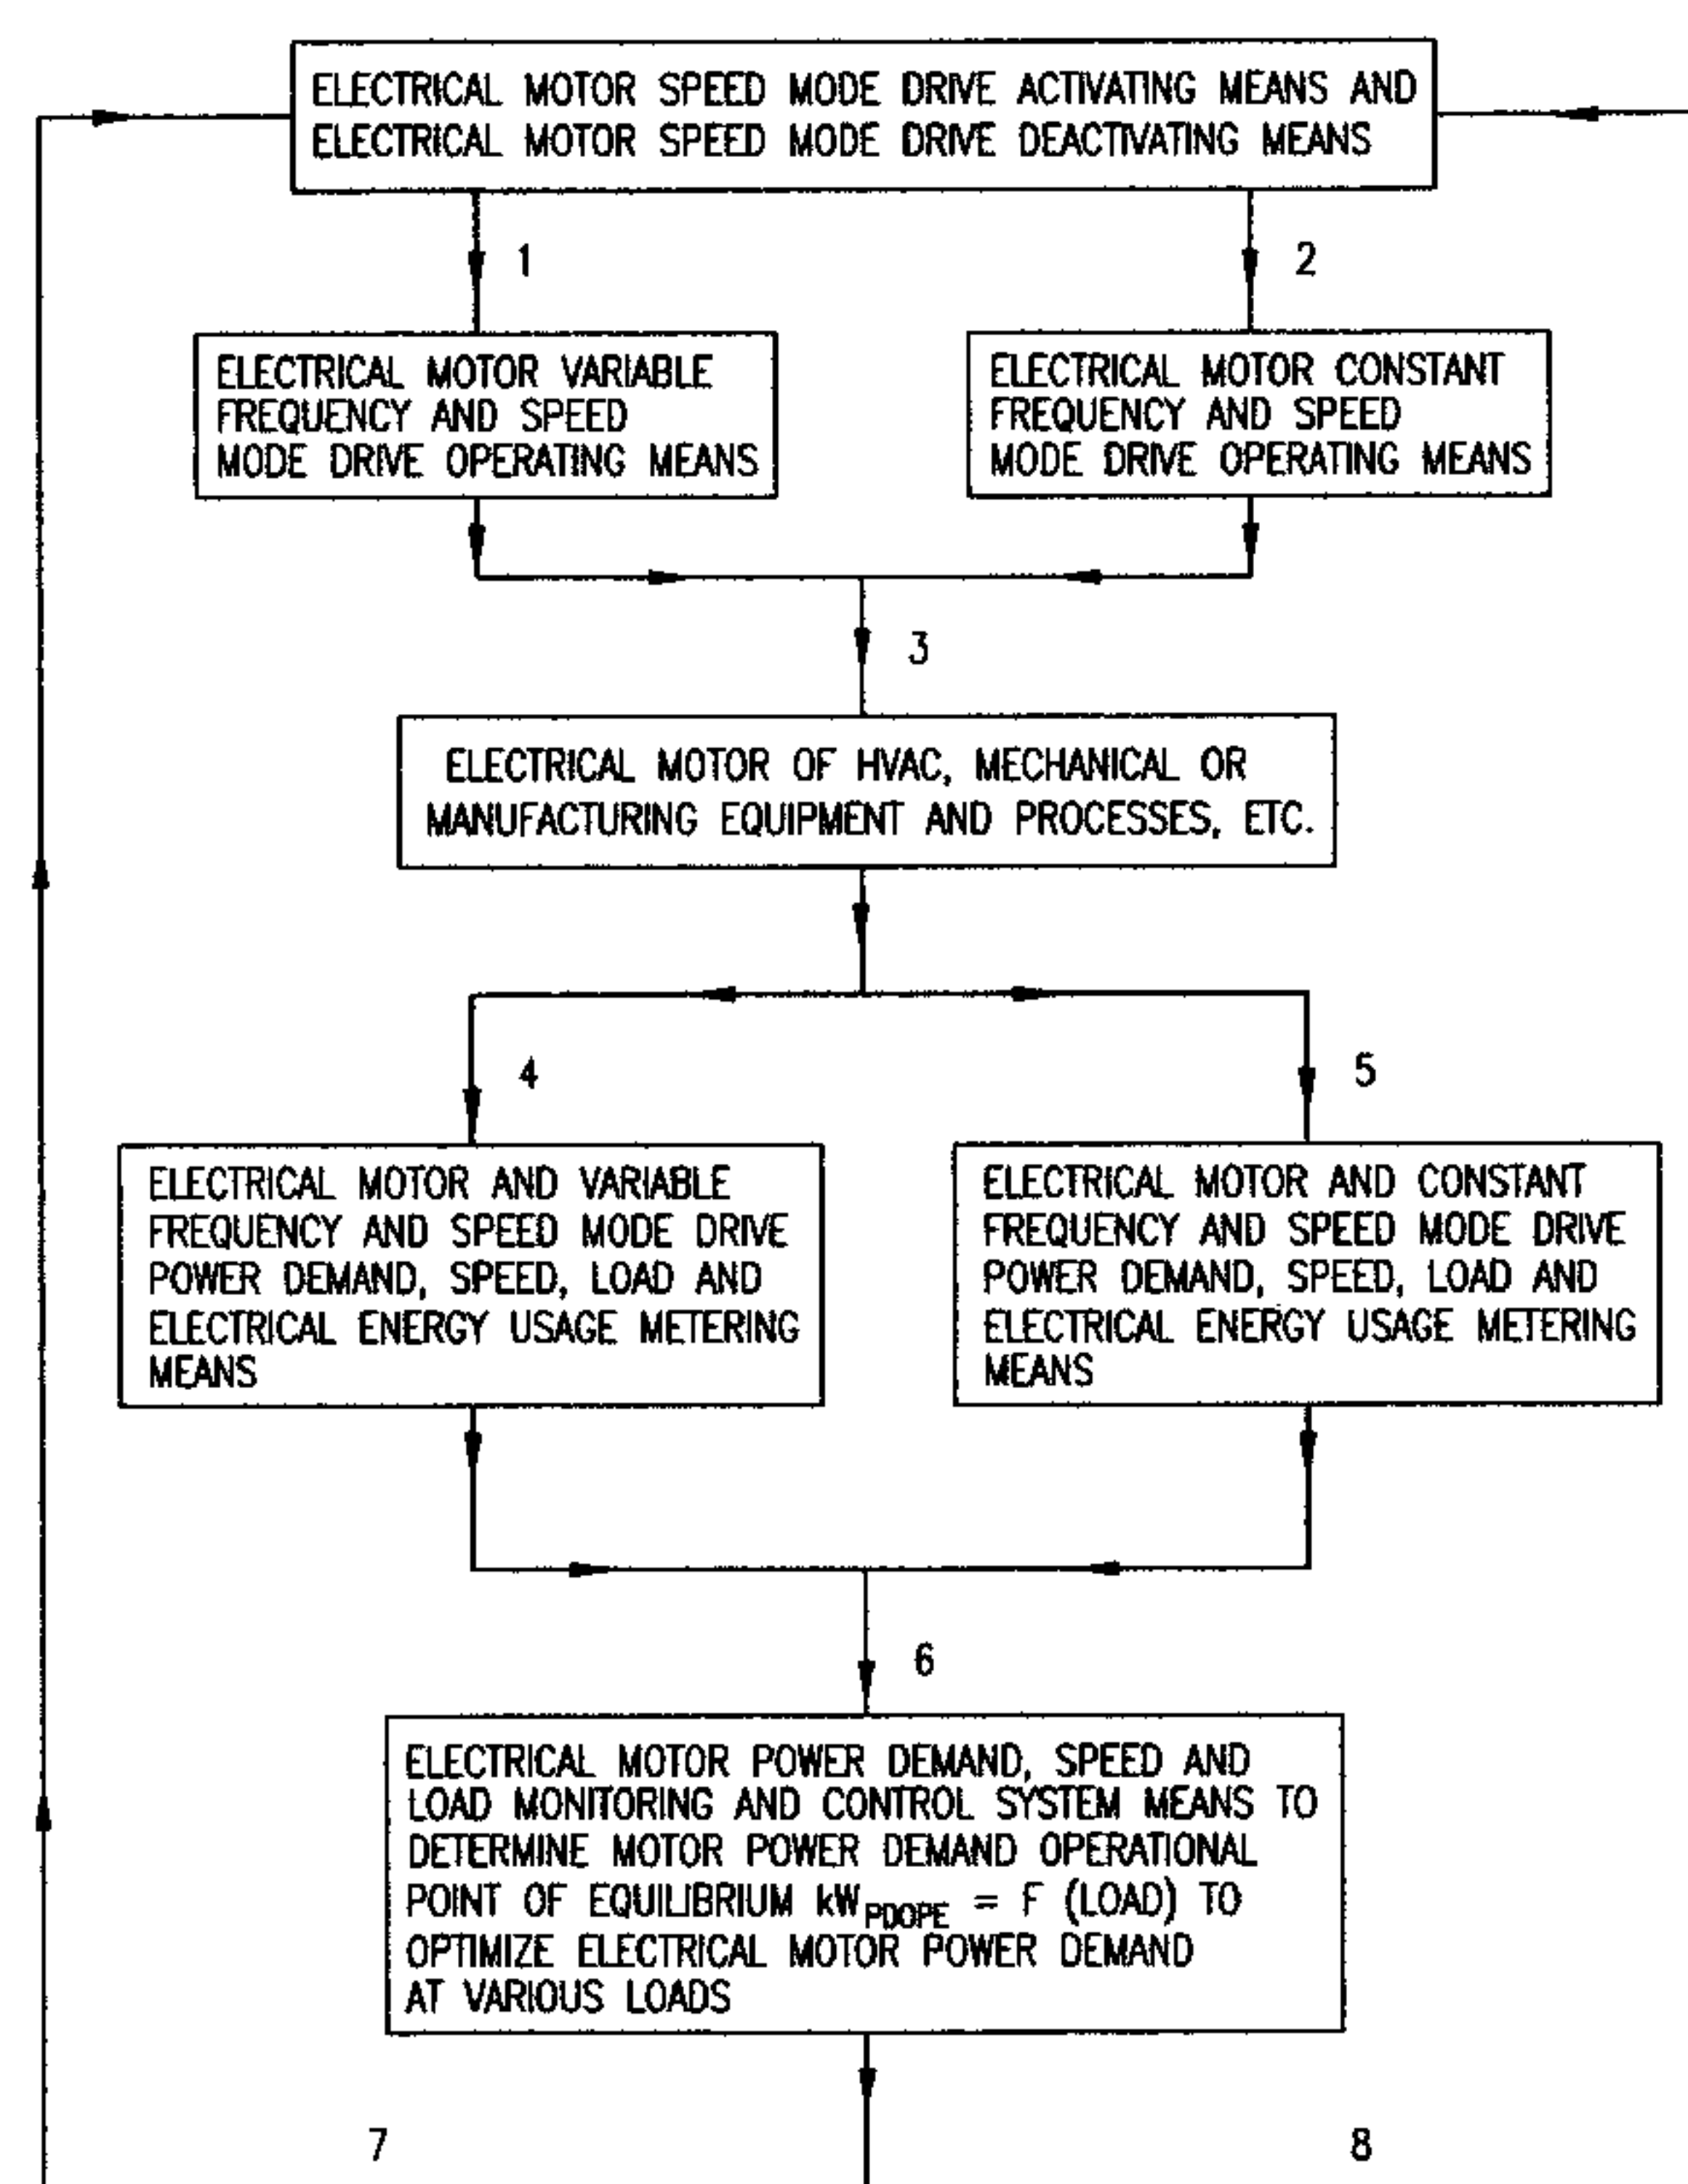 ELECTRICAL MOTOR SPEED MODE DRIVE ACTIVATING MEANS AND
ELECTRICAL MOTOR SPEED MODE DRIVE DEACTIVATING MEANS
1
2
ELECTRICAL MOTOR VARIABLE
FREQUENCY AND SPEED
MODE DRIVE OPERATING MEANS
ELECTRICAL MOTOR CONSTANT
FREQUENCY AND SPEED
MODE DRIVE OPERATING MEANS
3
ELECTRICAL MOTOR OF HVAC, MECHANICAL OR
MANUFACTURING EQUIPMENT AND PROCESSES, ETC.
4
5
ELECTRICAL MOTOR AND VARIABLE
FREQUENCY AND SPEED MODE DRIVE
POWER DEMAND, SPEED, LOAD AND
ELECTRICAL ENERGY USAGE METERING
MEANS
ELECTRICAL MOTOR AND CONSTANT
FREQUENCY AND SPEED MODE DRIVE
POWER DEMAND, SPEED, LOAD AND
ELECTRICAL ENERGY USAGE METERING
MEANS
6
ELECTRICAL MOTOR POWER DEMAND, SPEED AND
LOAD MONITORING AND CONTROL SYSTEM MEANS TO
DETERMINE MOTOR POWER DEMAND OPERATIONAL
POINT OF EQUILIBRIUM kW PDOPE = F (LOAD) TO
OPTIMIZE ELECTRICAL MOTOR POWER DEMAND
AT VARIOUS LOADS
7
8